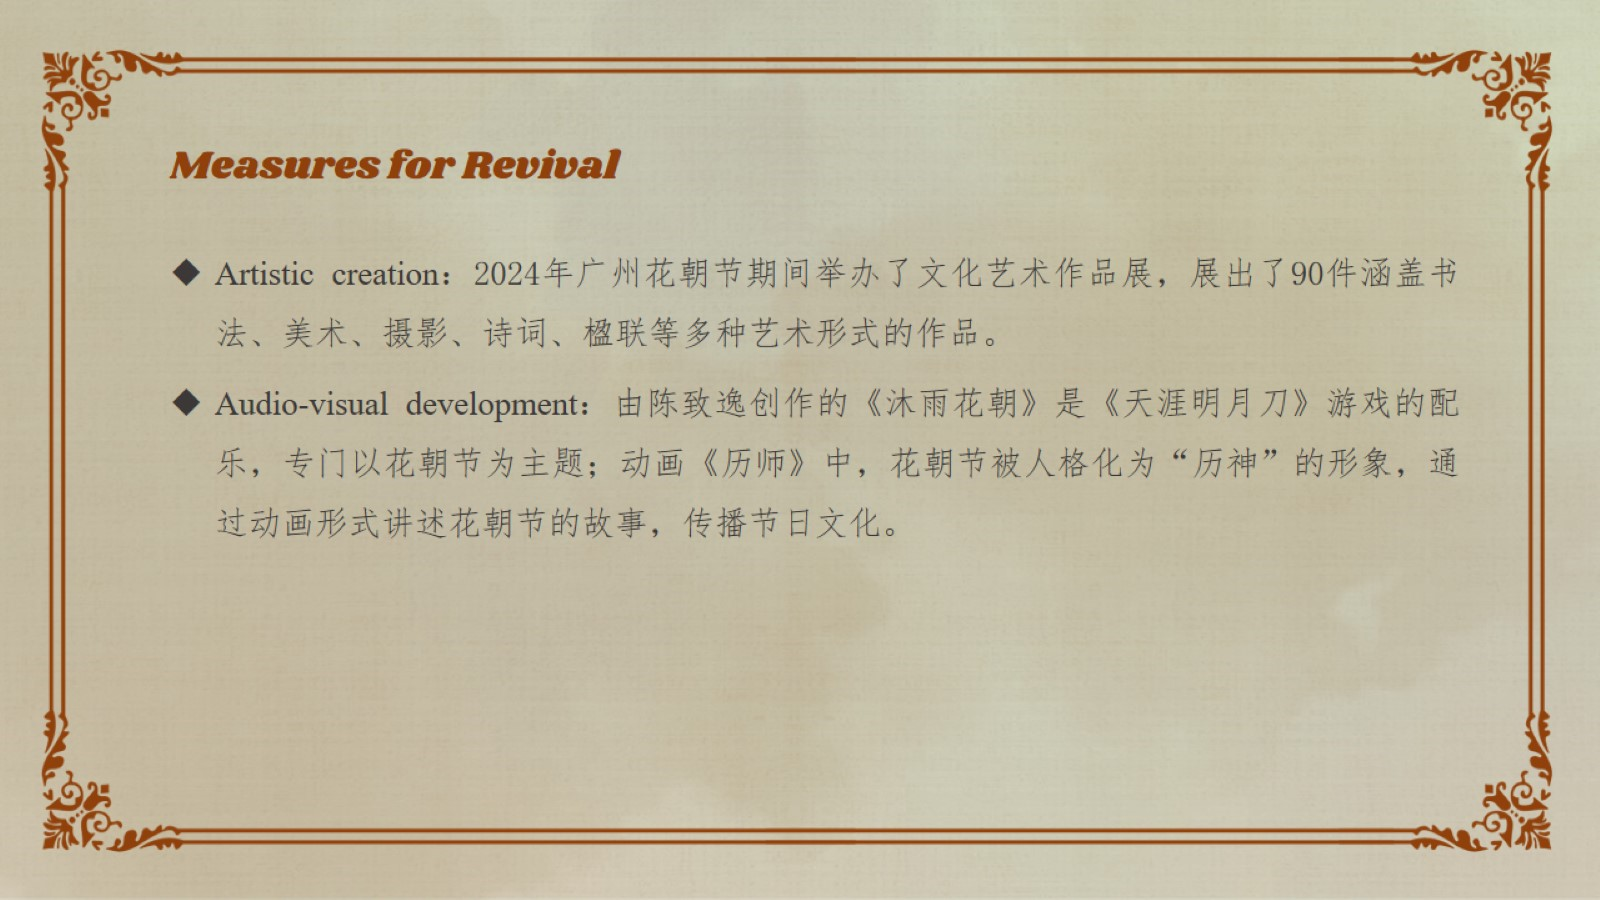 Measures for Revival
◆ Artistic creation：2024年广州花朝节期间举办了文化艺术作品展，展出了90件涵盖书
法、美术、摄影、诗词、楹联等多种艺术形式的作品。
◆ Audio-visual development：由陈致逸创作的《沐雨花朝》是《天涯明月刀》游戏的配
乐，专门以花朝节为主题；动画《历师》中，花朝节被人格化为“历神”的形象，通
过动画形式讲述花朝节的故事，传播节日文化。